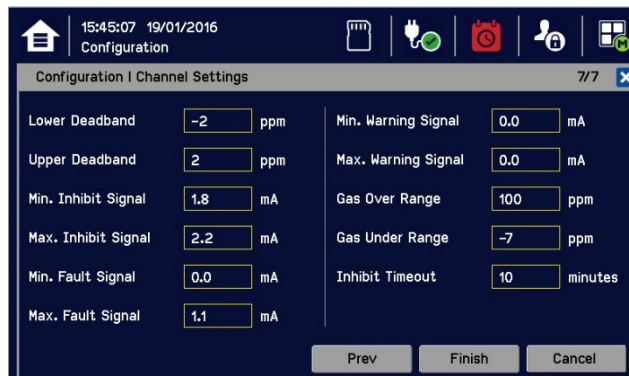 15:45:07 19/01/2016
Configuration
Configuration | Channel Settings 7/7
Lower Deadband -2 ppm
Upper Deadband 2 ppm
Min. Inhibit Signal 1.8 mA
Max. Inhibit Signal 2.2 mA
Min. Fault Signal 0.0 mA
Max. Fault Signal 1.1 mA
Min. Warning Signal 0.0 mA
Max. Warning Signal 0.0 mA
Gas Over Range 100 ppm
Gas Under Range -7 ppm
Inhibit Timeout 10 minutes
Prev Finish Cancel
M